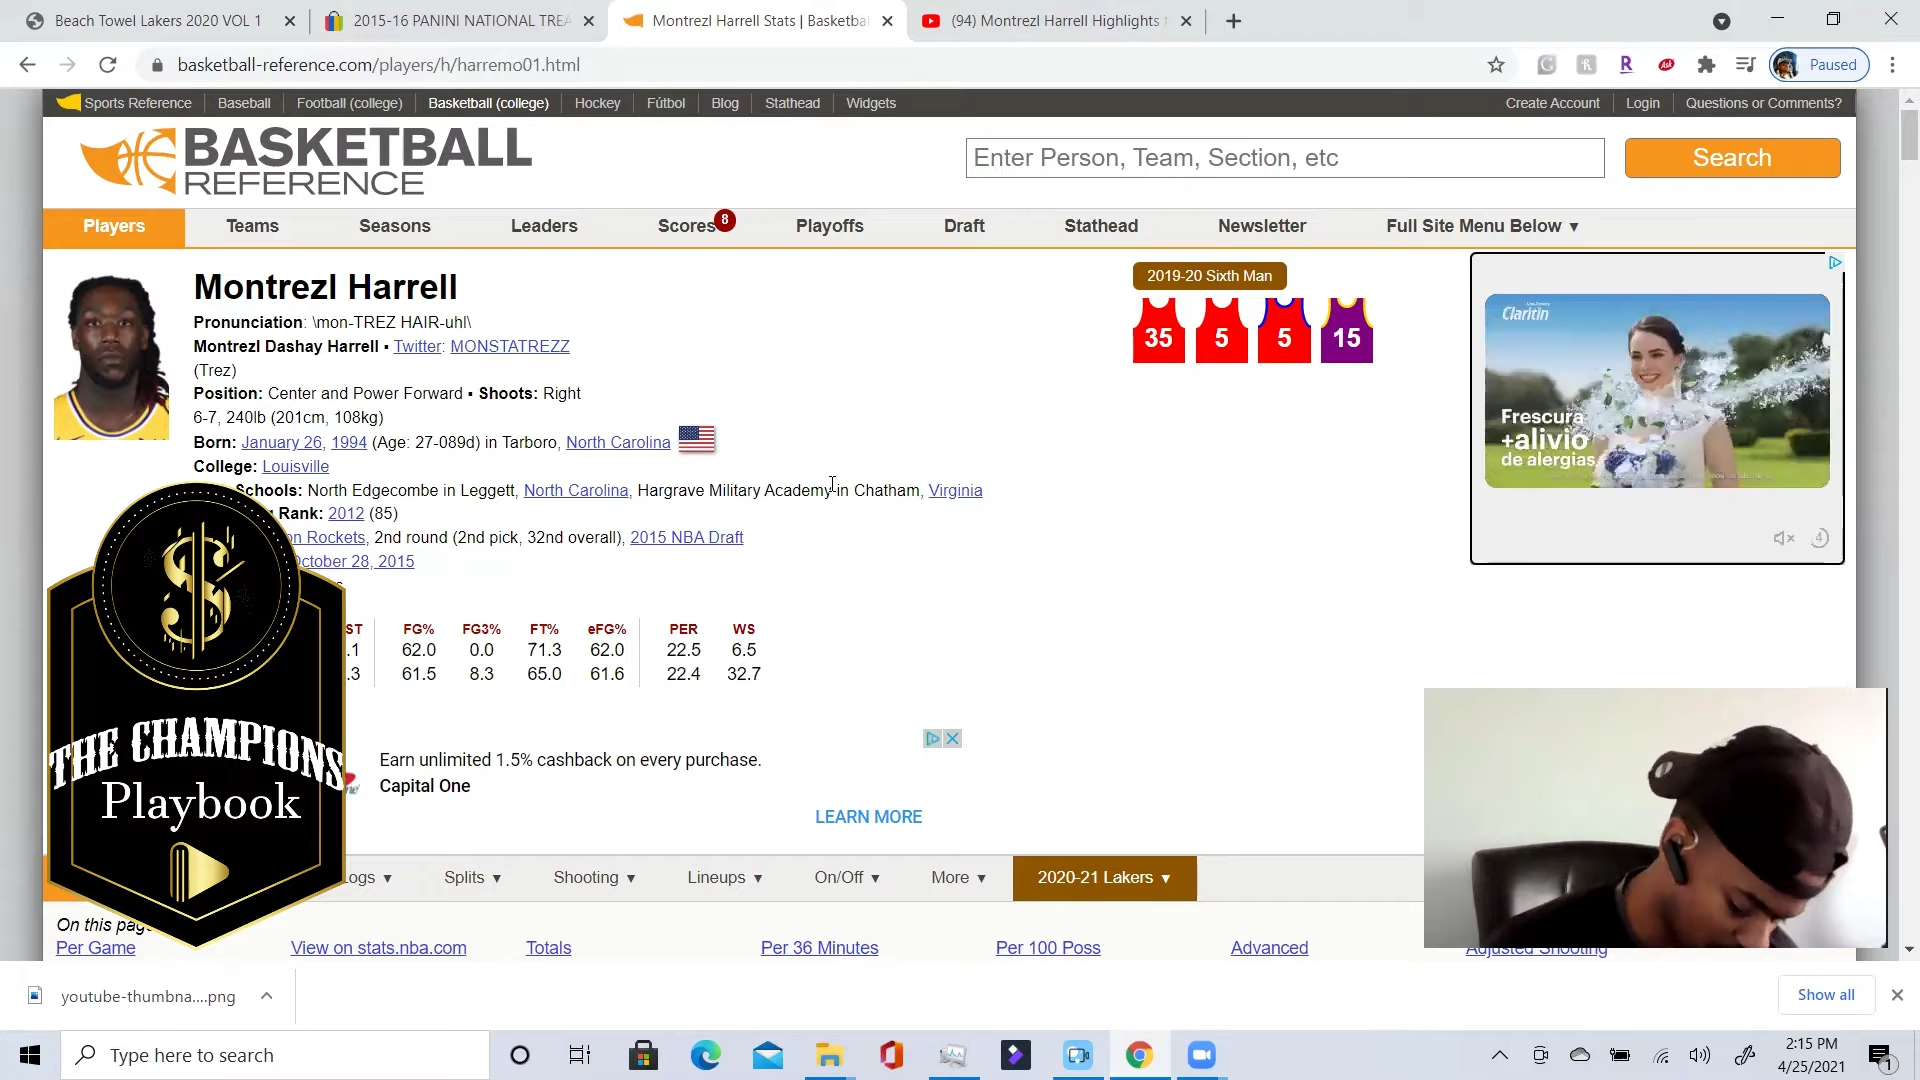 Beach Towel Lakers 2020 VOL 1
2015-16 PANINI NATIONAL TREA
Montrezl Harrell Stats | Basketbal
(94) Montrezl Harrell Highlights
basketball-reference.com/players/h/harremo01.html
Paused
Sports Reference Baseball Football (college) Basketball (college) Hockey Fútbol Blog Stathead Widgets Create Account Login Questions or Comments?
BASKETBALL
REFERENCE
Enter Person, Team, Section, etc
Search
Players Teams Seasons Leaders Scores 8 Playoffs Draft Stathead Newsletter Full Site Menu Below ▼
Montrezl Harrell
Pronunciation: \mon-TREZ HAIR-uhl\
Montrezl Dashay Harrell ▪ Twitter: MONSTATREZZ
(Trez)
Position: Center and Power Forward ▪ Shoots: Right
6-7, 240lb (201cm, 108kg)
Born: January 26, 1994 (Age: 27-089d) in Tarboro, North Carolina
College: Louisville
Schools: North Edgecombe in Leggett, North Carolina, Hargrave Military Academy in Chatham, Virginia
Rank: 2012 (85)
on Rockets, 2nd round (2nd pick, 32nd overall), 2015 NBA Draft
October 28, 2015
2019-20 Sixth Man
35 5 5 15
Claritin
Frescura
+alivio
de alergias
4
ST FG% FG3% FT% eFG% PER WS
.1 62.0 0.0 71.3 62.0 22.5 6.5
.3 61.5 8.3 65.0 61.6 22.4 32.7
$
THE CHAMPIONS
Playbook
Earn unlimited 1.5% cashback on every purchase.
Capital One
LEARN MORE
ogs ▼ Splits ▼ Shooting ▼ Lineups ▼ On/Off ▼ More ▼ 2020-21 Lakers ▼
On this page
Per Game View on stats.nba.com Totals Per 36 Minutes Per 100 Poss Advanced Adjusted Shooting
youtube-thumbna....png
Show all
Type here to search
2:15 PM
4/25/2021
1